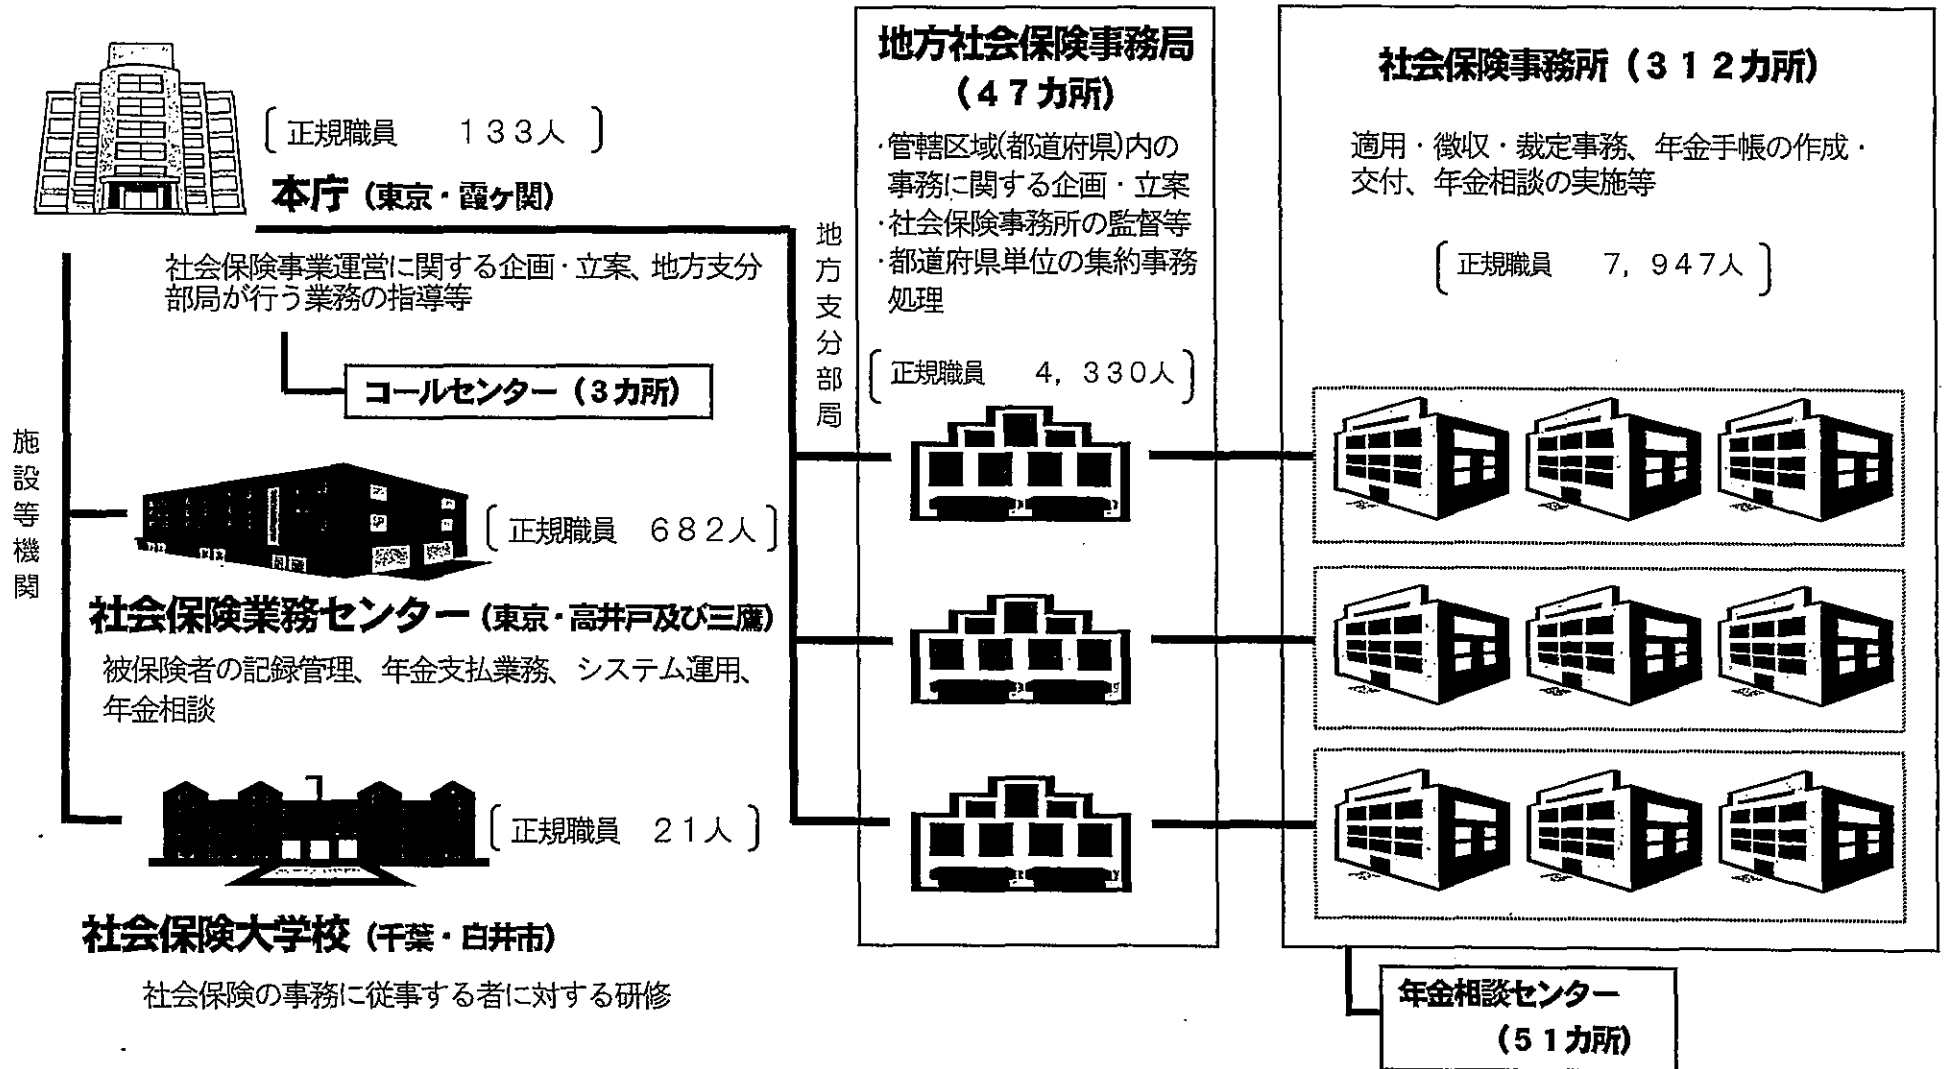 〔 正規職員　１３３人 〕
本庁（東京・霞ヶ関）
社会保険事業運営に関する企画・立案、地方支分
部局が行う業務の指導等
コールセンター（３カ所）
施設等機関
〔 正規職員　６８２人 〕
社会保険業務センター（東京・高井戸及び三鷹）
被保険者の記録管理、年金支払業務、システム運用、
年金相談
〔 正規職員　２１人 〕
社会保険大学校（千葉・白井市）
社会保険の事務に従事する者に対する研修
地方支分部局
地方社会保険事務局
（４７カ所）
・管轄区域(都道府県)内の
事務に関する企画・立案
・社会保険事務所の監督等
・都道府県単位の集約事務
処理
〔 正規職員　４，３３０人 〕
社会保険事務所（３１２カ所）
適用・徴収・裁定事務、年金手帳の作成・
交付、年金相談の実施等
〔 正規職員　７，９４７人 〕
年金相談センター
（５１カ所）